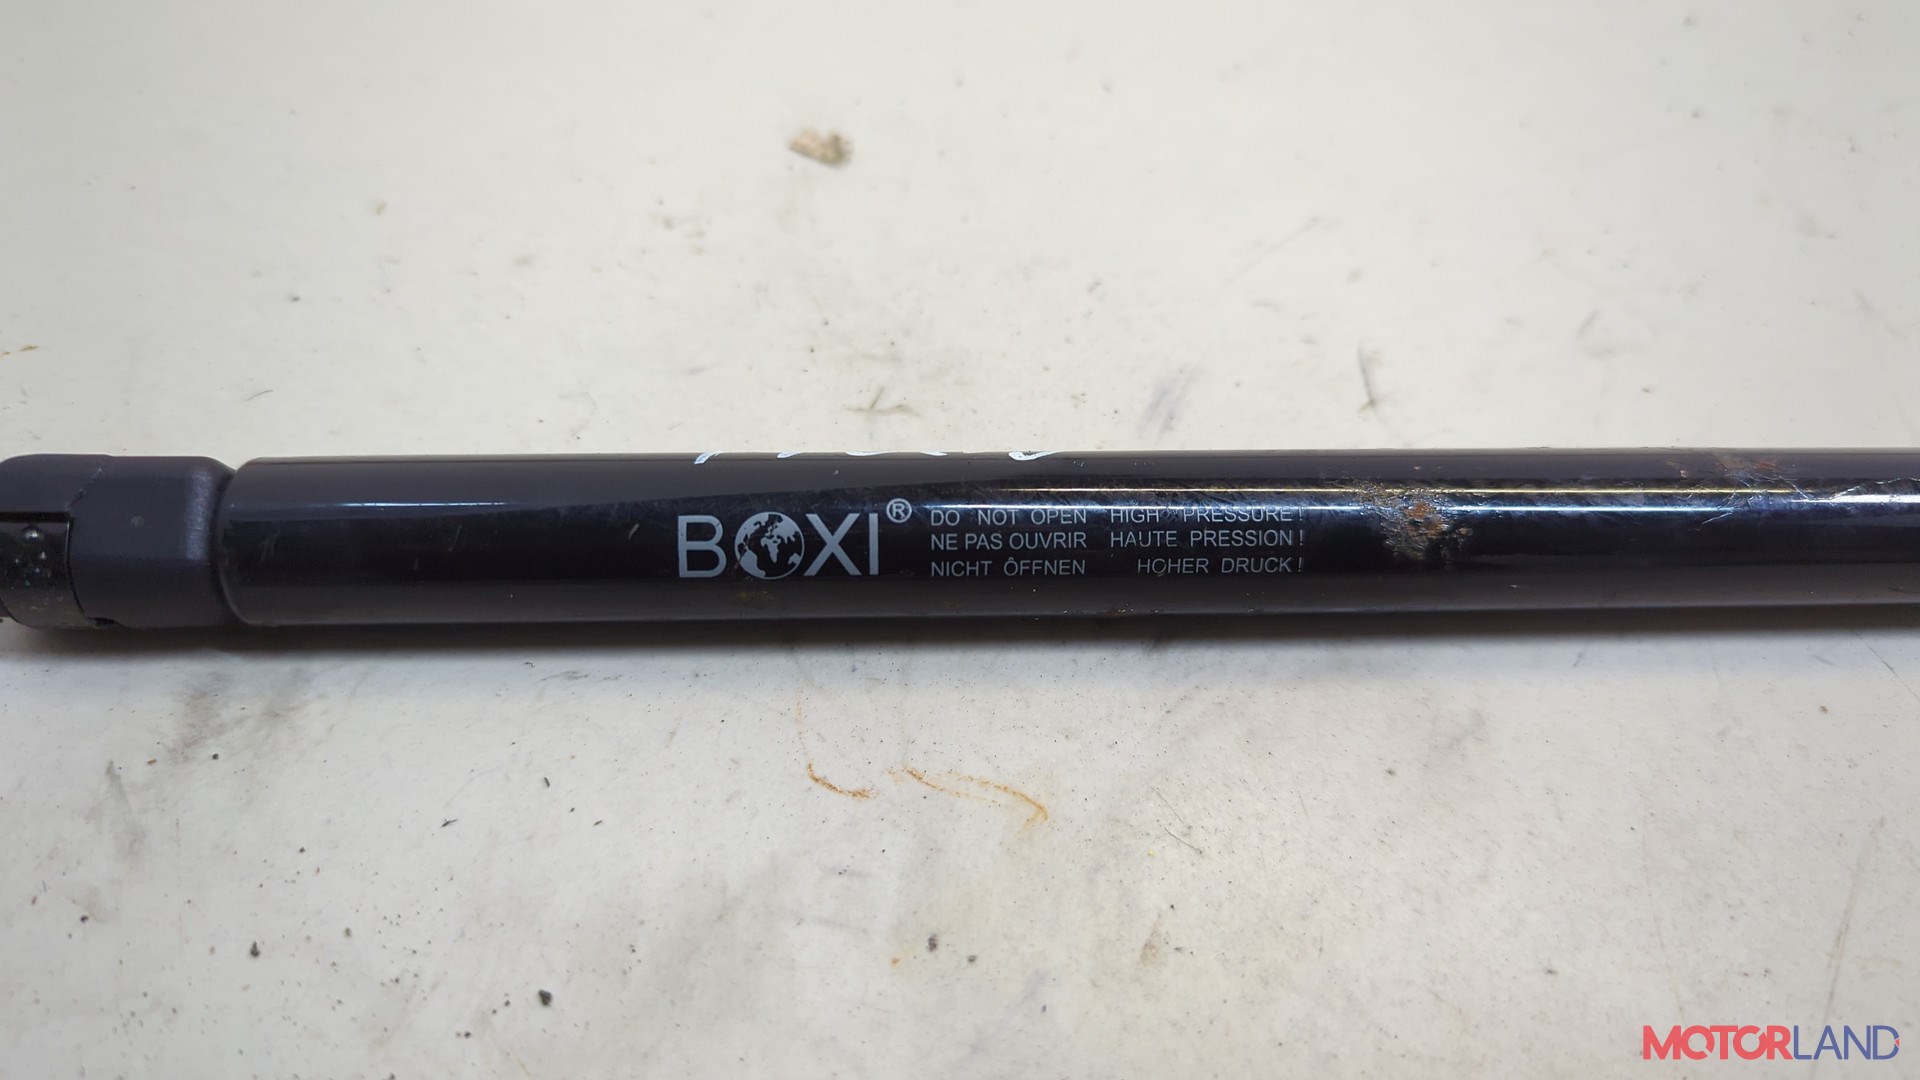 BOXI®
DO NOT OPEN HIGH PRESSURE!
NE PAS OUVRIR HAUTE PRESSION!
NICHT ÖFFNEN HOHER DRUCK!
MOTORLAND